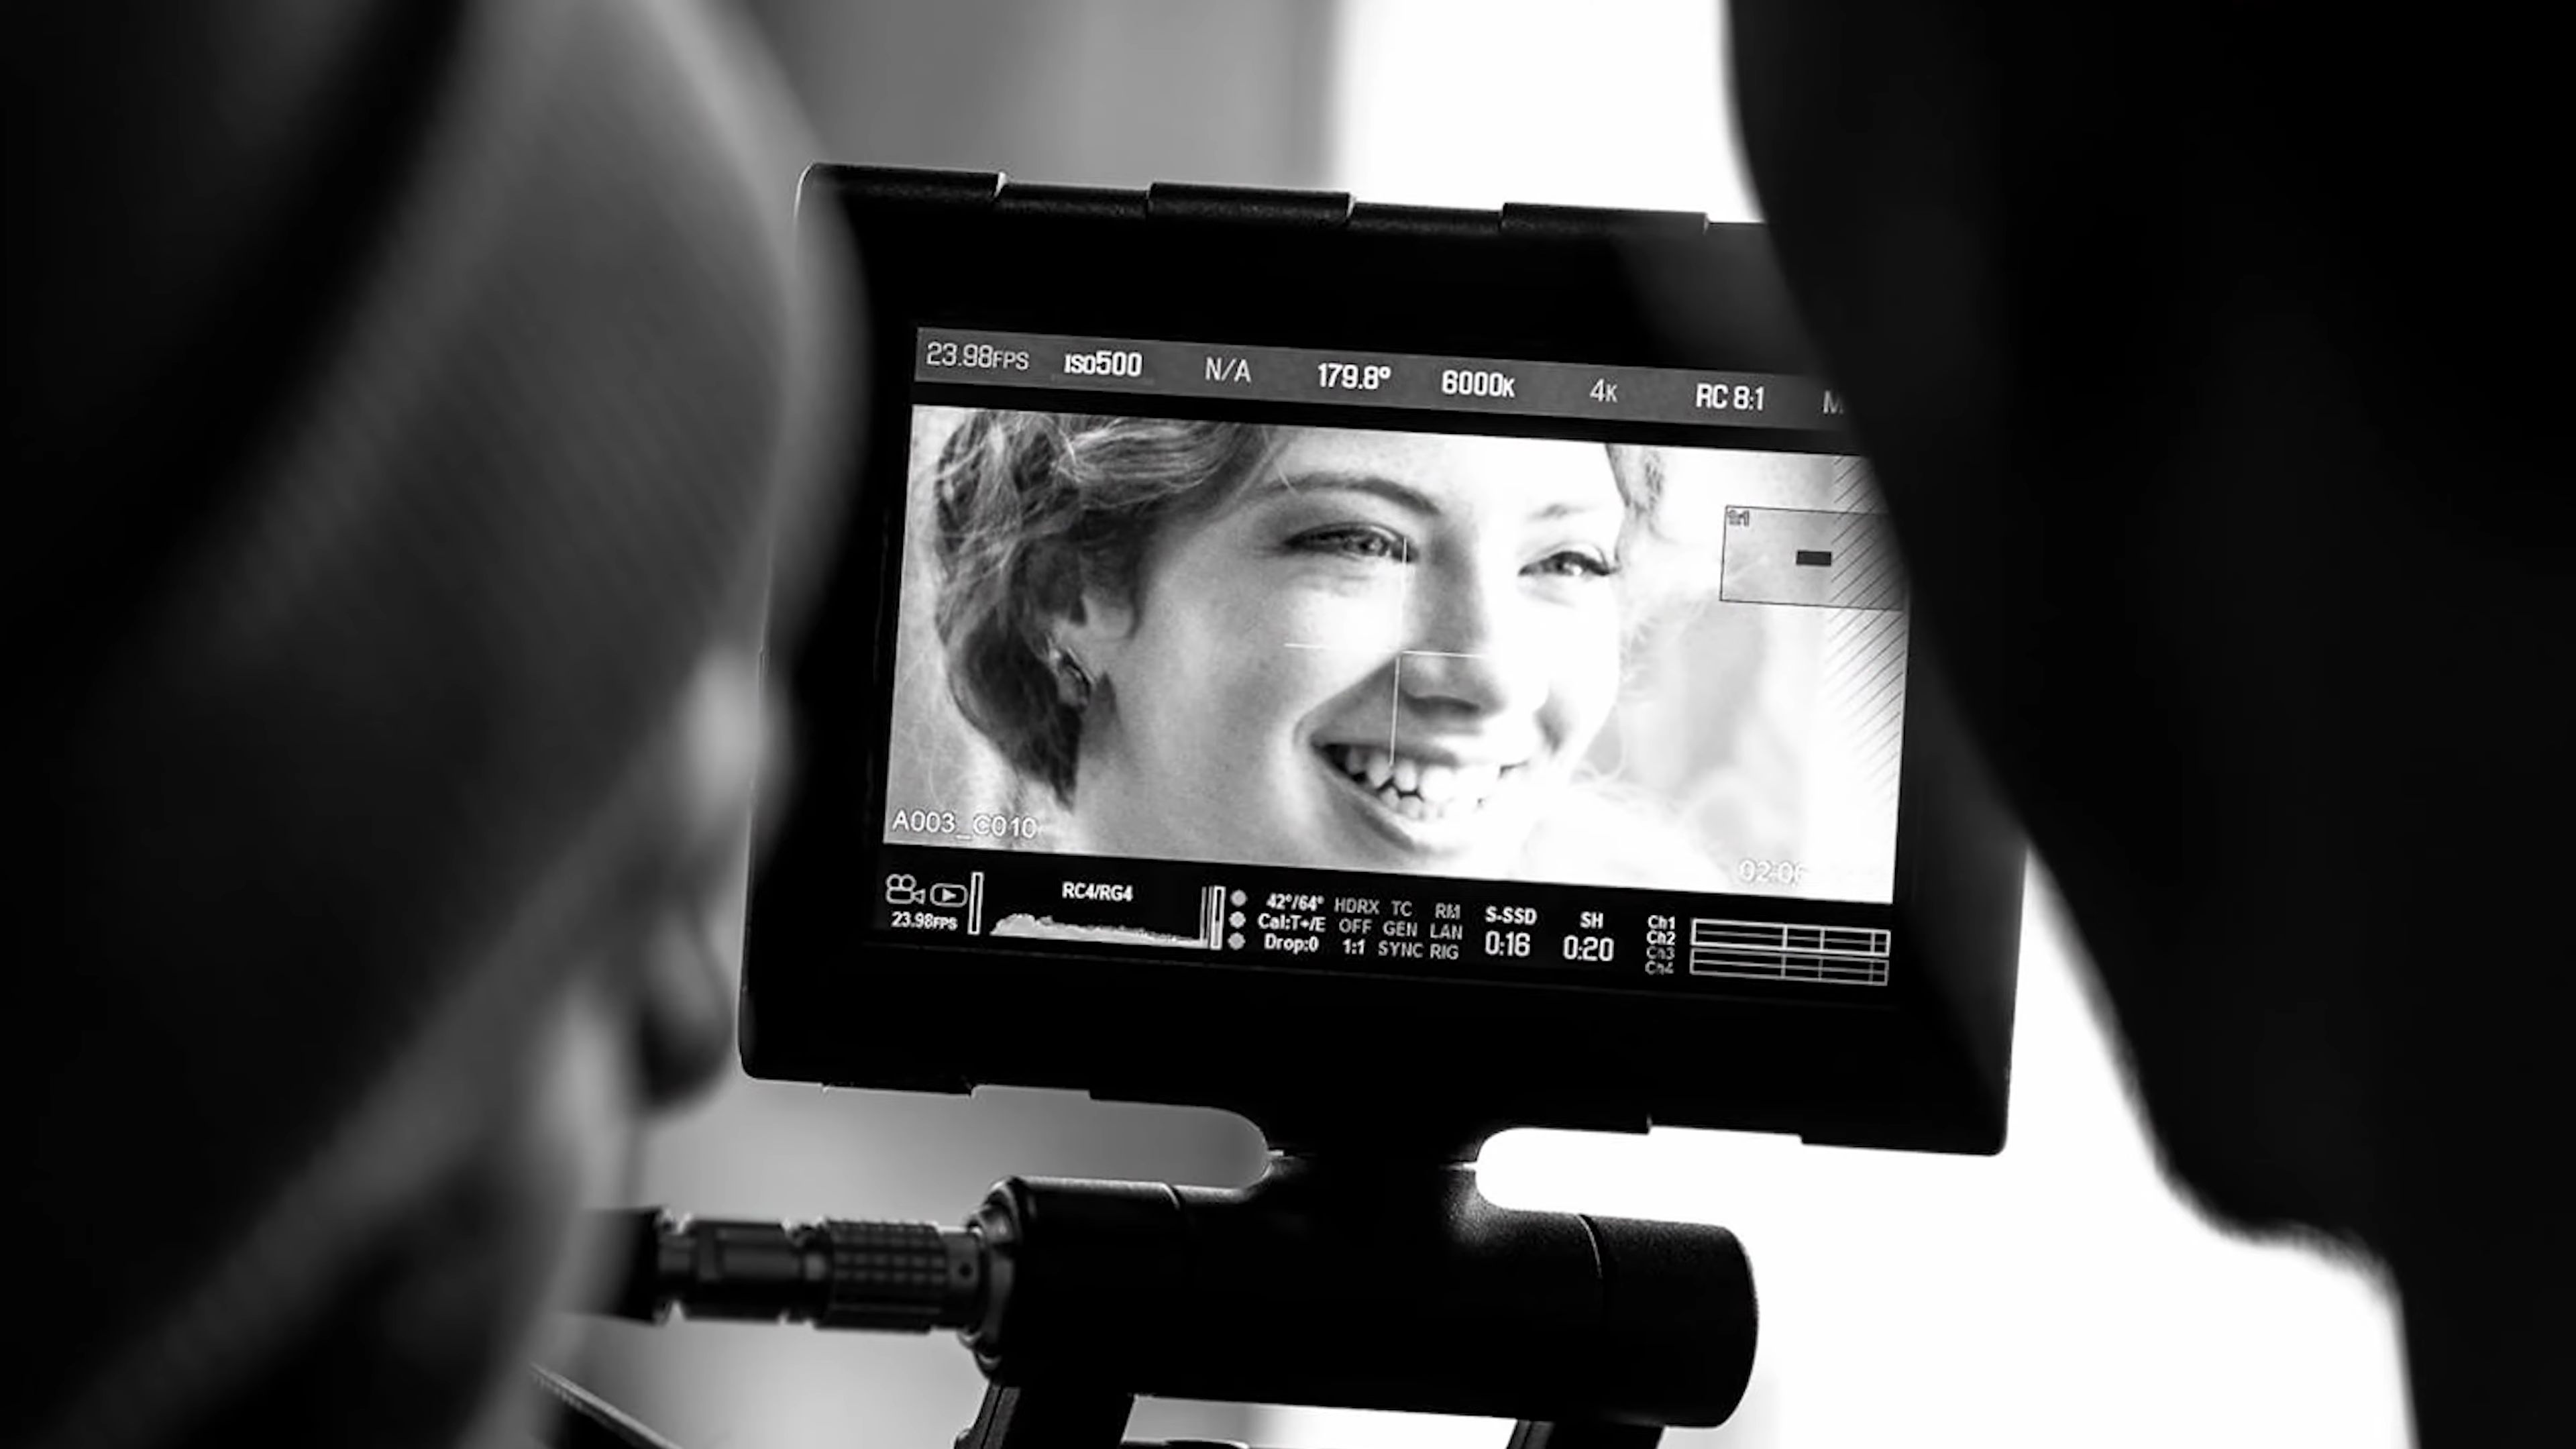 23.98FPS ISO500 N/A 179.8° 6000K 4K RC 8:1
A003_C010
RC4/RG4
23.98FPS
42°/64° HDRX TC RM S-SSD SH Ch1
Cal:T+/E OFF GEN LAN 0:16 0:20 Ch2
Drop:0 1:1 SYNC RIG Ch3
Ch4